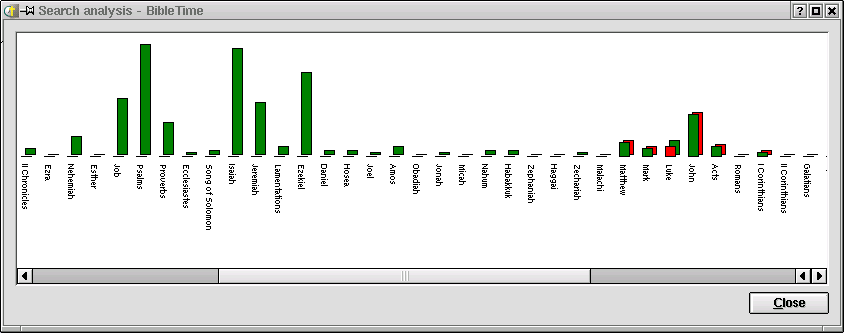 Search analysis - BibleTime
II Chronicles
Ezra
Nehemiah
Esther
Job
Psalms
Proverbs
Ecclesiastes
Song of Solomon
Isaiah
Jeremiah
Lamentations
Ezekiel
Daniel
Hosea
Joel
Amos
Obadiah
Jonah
Micah
Nahum
Habakkuk
Zephaniah
Haggai
Zechariah
Malachi
Matthew
Mark
Luke
John
Acts
Romans
I Corinthians
II Corinthians
Galatians
Close